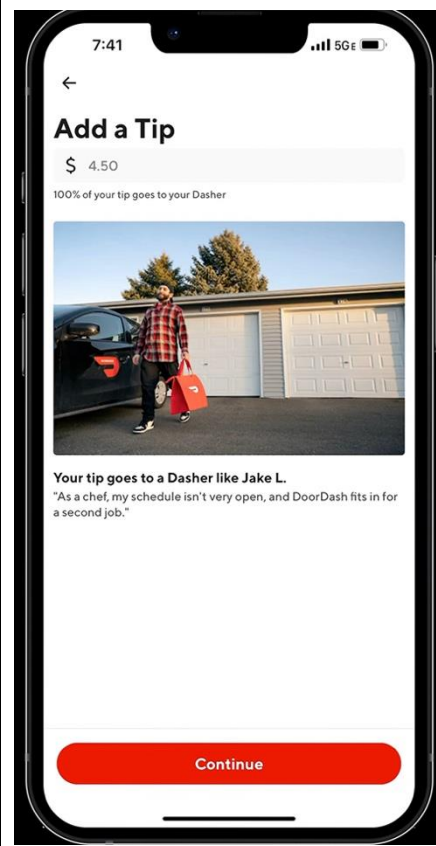 7:41
5GE
Add a Tip
$ 4.50
100% of your tip goes to your Dasher
Your tip goes to a Dasher like Jake L.
"As a chef, my schedule isn't very open, and DoorDash fits in for
a second job."
Continue